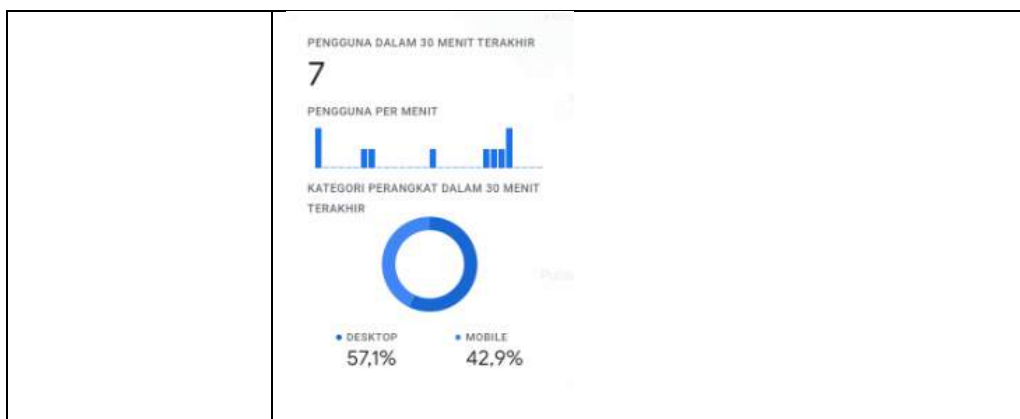 PENGGUNA DALAM 30 MENIT TERAKHIR
7
PENGGUNA PER MENIT
KATEGORI PERANGKAT DALAM 30 MENIT
TERAKHIR
DESKTOP
MOBILE
57,1%
42,9%